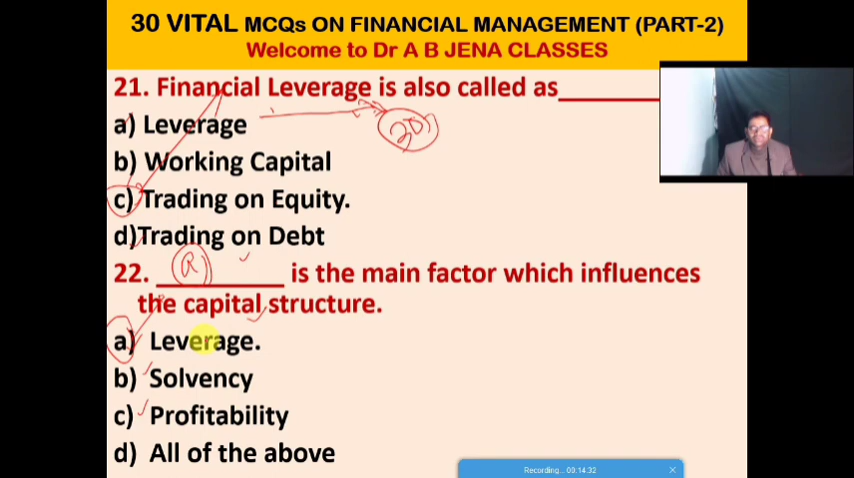 30 VITAL MCQs ON FINANCIAL MANAGEMENT (PART-2)
Welcome to Dr A B JENA CLASSES
21. Financial Leverage is also called as_________
a) Leverage
b) Working Capital
c) Trading on Equity.
d)Trading on Debt
22. __________ is the main factor which influences
the capital structure.
a) Leverage.
b) Solvency
c) Profitability
d) All of the above
Recording... 00:14:32